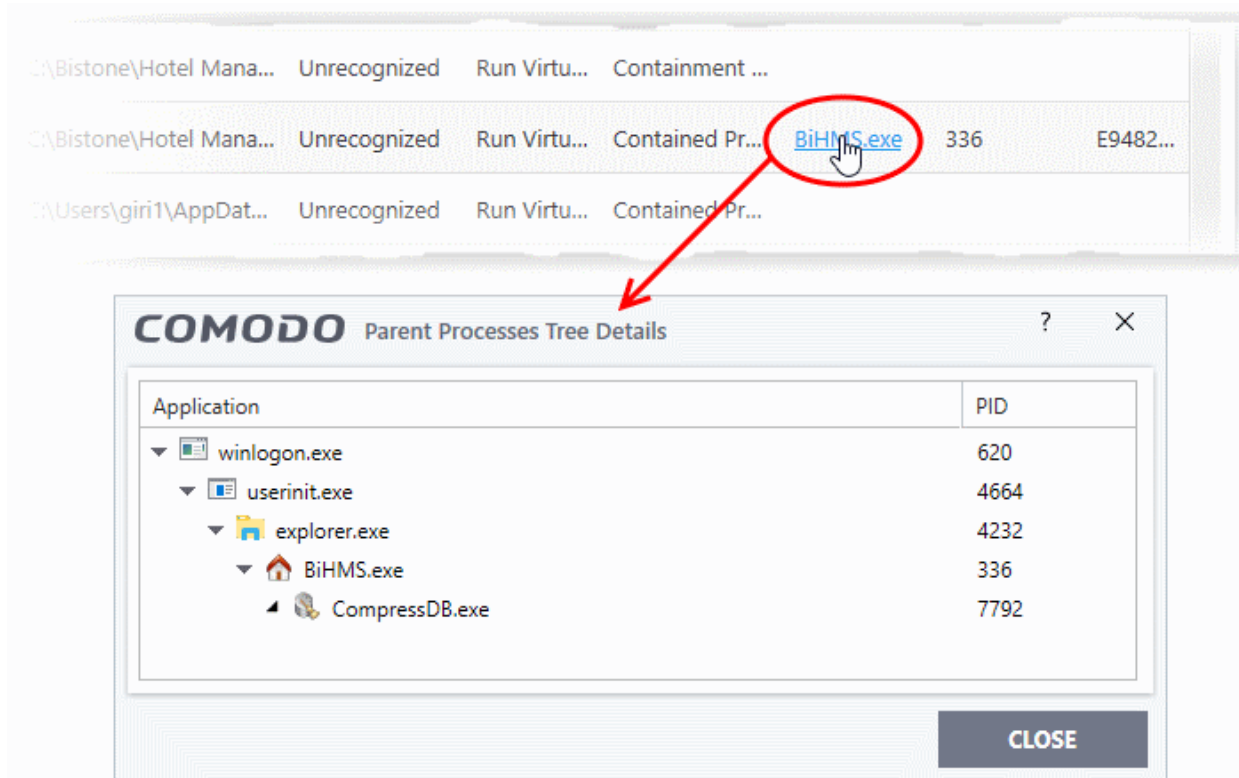 C:\Bistone\Hotel Mana... Unrecognized Run Virtu... Containment ...
C:\Bistone\Hotel Mana... Unrecognized Run Virtu... Contained Pr... BiHMS.exe 336 E9482...
C:\Users\giri1\AppDat... Unrecognized Run Virtu... Contained Pr...
COMODO Parent Processes Tree Details ? ×
Application PID
winlogon.exe 620
userinit.exe 4664
explorer.exe 4232
BiHMS.exe 336
CompressDB.exe 7792
CLOSE